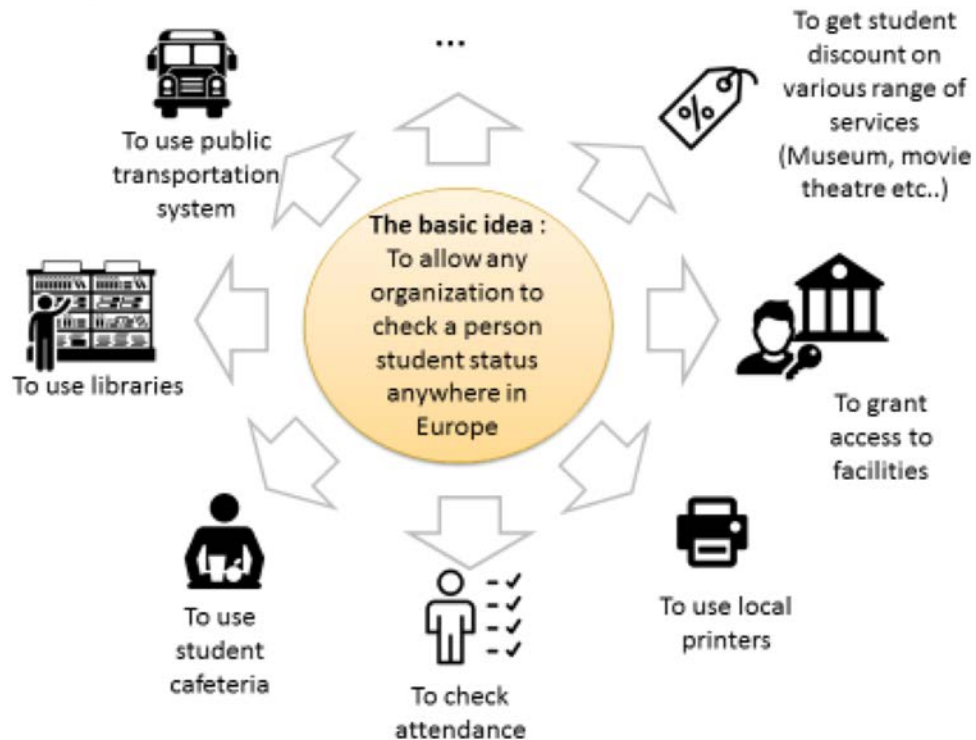 ...
To get student
discount on
various range of
services
(Museum, movie
theatre etc..)
%
To use public
transportation
system
The basic idea :
To allow any
organization to
check a person
student status
anywhere in
Europe
To use libraries
To grant
access to
facilities
To use
student
cafeteria
To check
attendance
To use local
printers